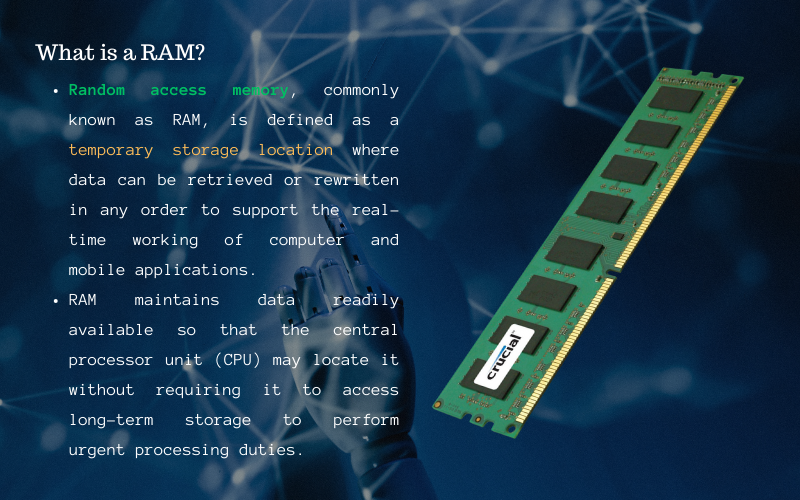 What is a RAM?
• Random access memory, commonly
known as RAM, is defined as a
temporary storage location where
data can be retrieved or rewritten
in any order to support the real-
time working of computer and
mobile applications.
• RAM maintains data readily
available so that the central
processor unit (CPU) may locate it
without requiring it to access
long-term storage to perform
urgent processing duties.
crucial